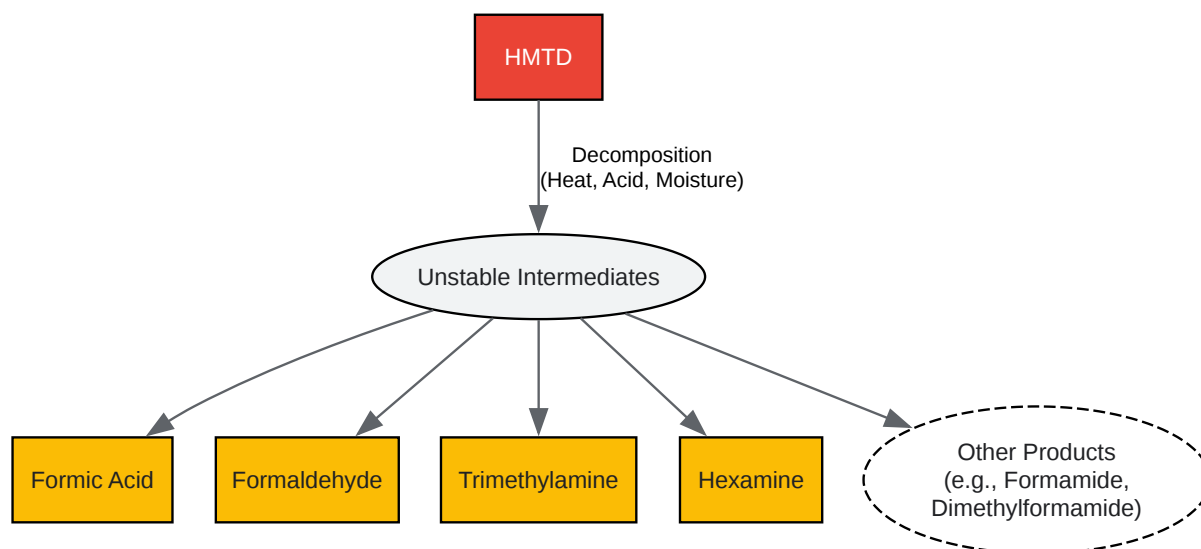 HMTD
Decomposition
(Heat, Acid, Moisture)
Unstable Intermediates
Formic Acid
Formaldehyde
Trimethylamine
Hexamine
Other Products
(e.g., Formamide,
Dimethylformamide)